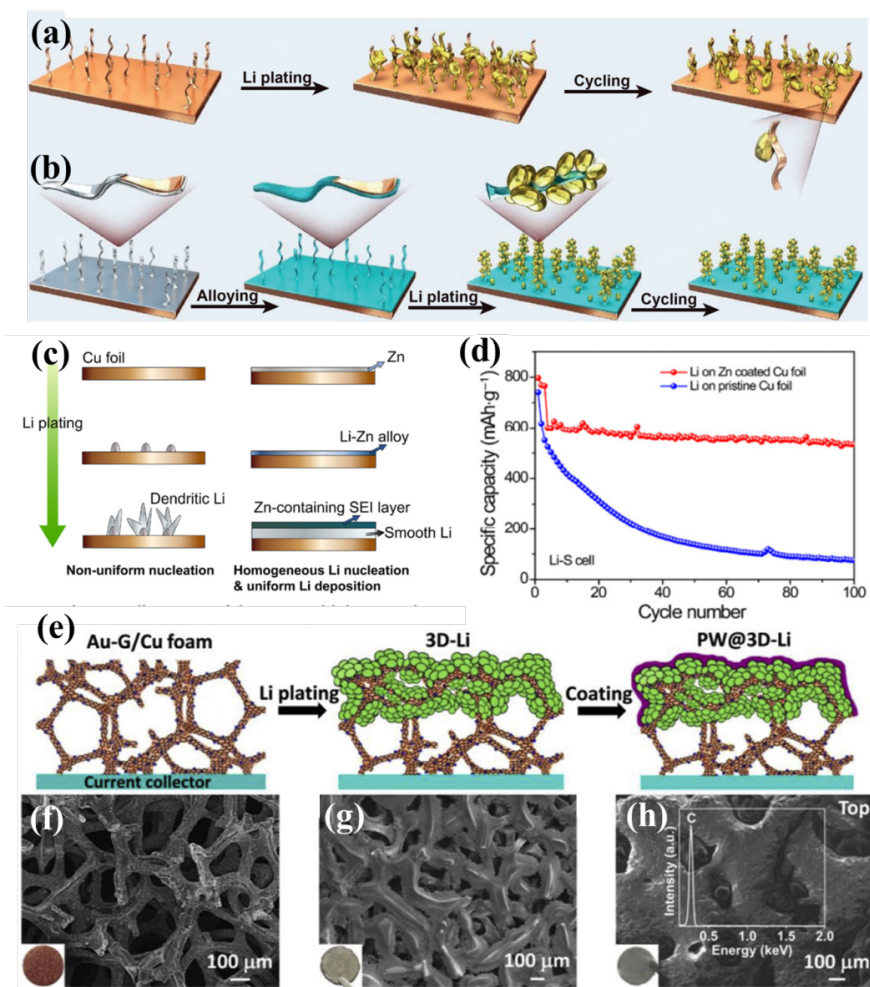 (a)
Li plating
Cycling
(b)
Alloying
Li plating
Cycling
(c)
Cu foil
Zn
Li plating
Li-Zn alloy
Dendritic Li
Zn-containing SEI layer
Smooth Li
Non-uniform nucleation
Homogeneous Li nucleation
& uniform Li deposition
(d)
Specific capacity (mAh·g⁻¹)
800
600
400
200
0
Li on Zn coated Cu foil
Li on pristine Cu foil
Li-S cell
0 20 40 60 80 100
Cycle number
(e)
Au-G/Cu foam
3D-Li
PW@3D-Li
Li plating
Coating
Current collector
(f)
100 μm
(g)
100 μm
(h)
Top
C
Intensity (a.u.)
0.5 1.0 1.5 2.0
Energy (keV)
100 μm